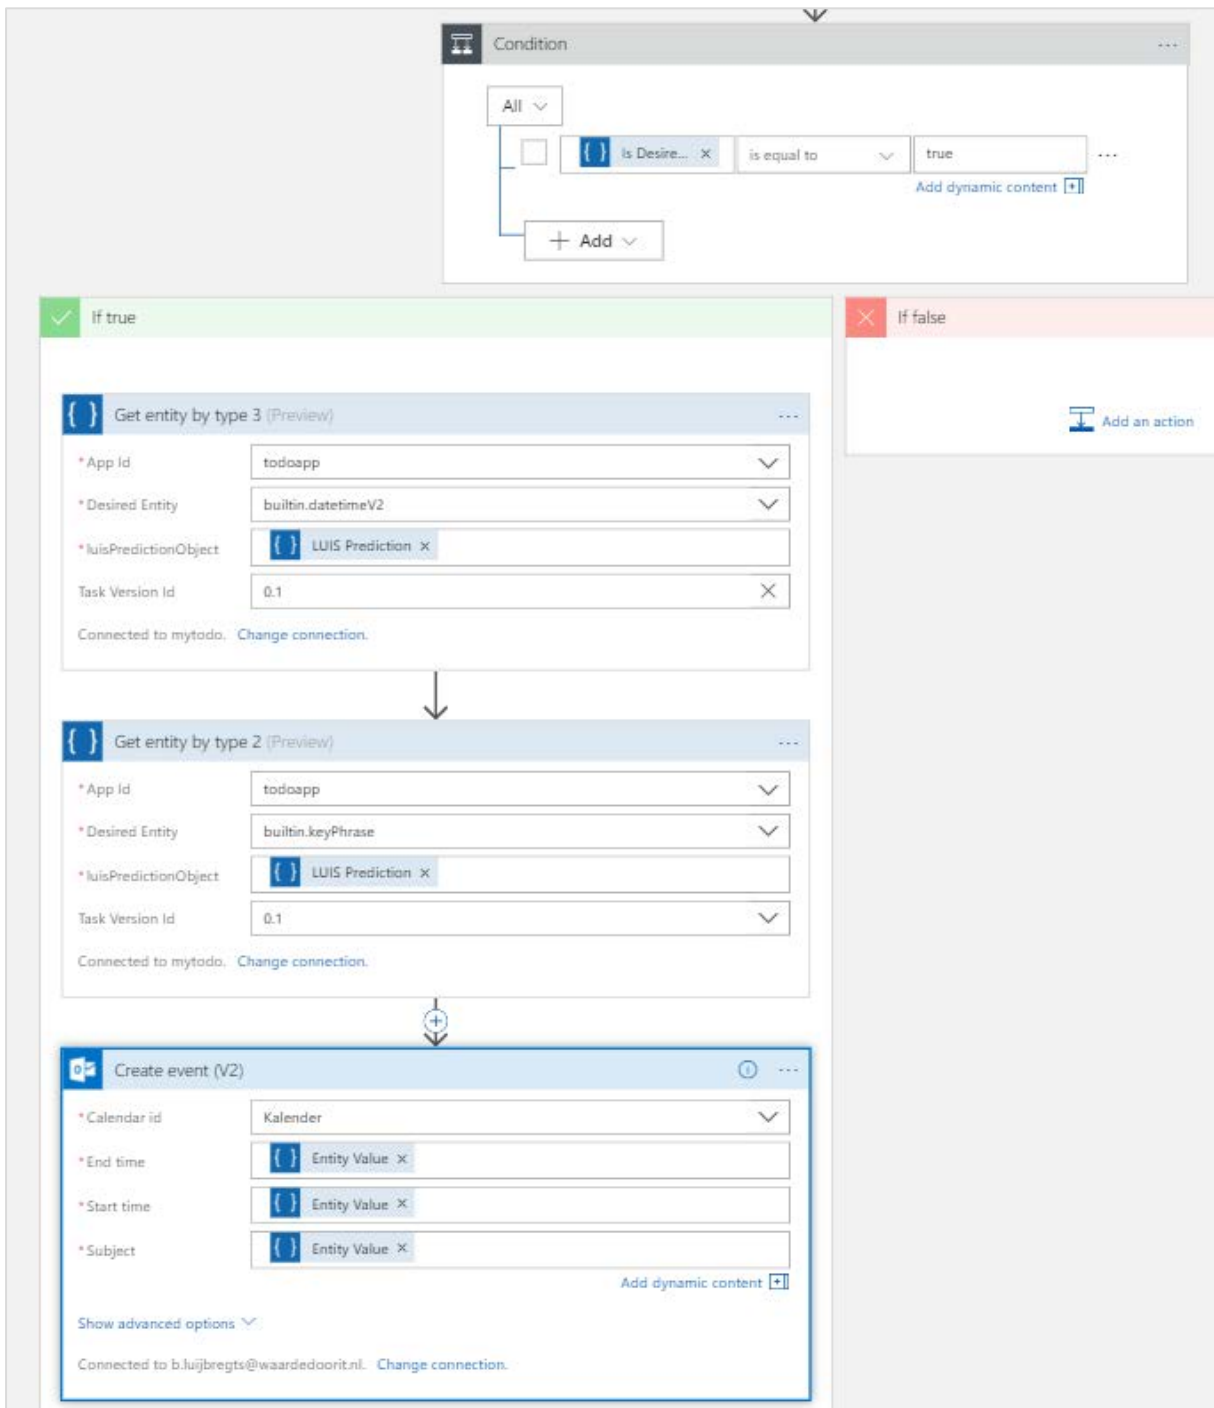 Condition
...
All
Is Desire... × is equal to true ...
Add dynamic content
+ Add
If true
If false
Add an action
{ } Get entity by type 3 (Preview) ...
*App Id todoapp
*Desired Entity builtin.datetimeV2
*luisPredictionObject { } LUIS Prediction ×
Task Version Id 0.1
Connected to mytodo. Change connection.
{ } Get entity by type 2 (Preview) ...
*App Id todoapp
*Desired Entity builtin.keyPhrase
*luisPredictionObject { } LUIS Prediction ×
Task Version Id 0.1
Connected to mytodo. Change connection.
Create event (V2) ...
*Calendar id Kalender
*End time { } Entity Value ×
*Start time { } Entity Value ×
*Subject { } Entity Value ×
Add dynamic content
Show advanced options
Connected to b.luijbregts@waardedoorit.nl. Change connection.